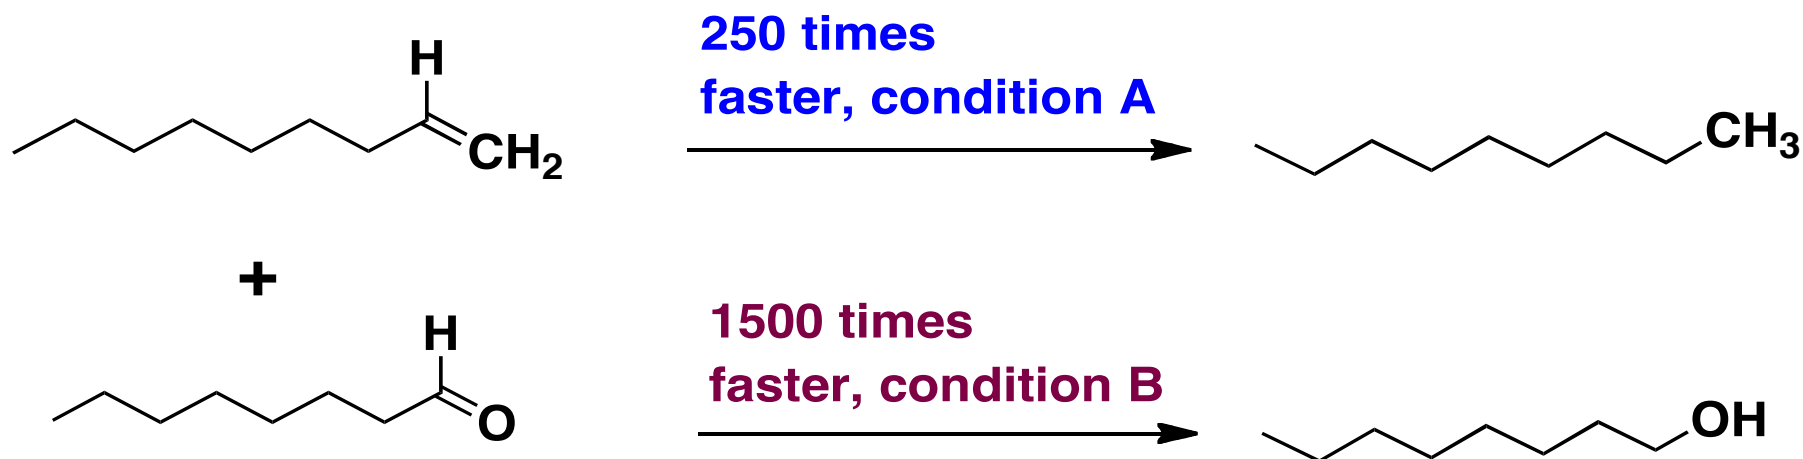 H
CH₂
250 times
faster, condition A
CH₃
+
H
O
1500 times
faster, condition B
OH